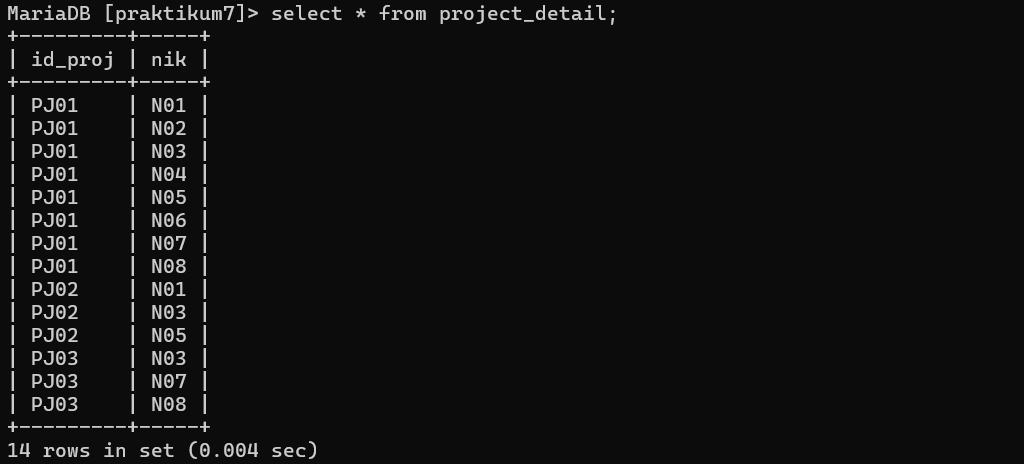 MariaDB [praktikum7]> select * from project_detail;
+---------+-----+
| id_proj | nik |
+---------+-----+
| PJ01    | N01 |
| PJ01    | N02 |
| PJ01    | N03 |
| PJ01    | N04 |
| PJ01    | N05 |
| PJ01    | N06 |
| PJ01    | N07 |
| PJ01    | N08 |
| PJ02    | N01 |
| PJ02    | N03 |
| PJ02    | N05 |
| PJ03    | N03 |
| PJ03    | N07 |
| PJ03    | N08 |
+---------+-----+
14 rows in set (0.004 sec)